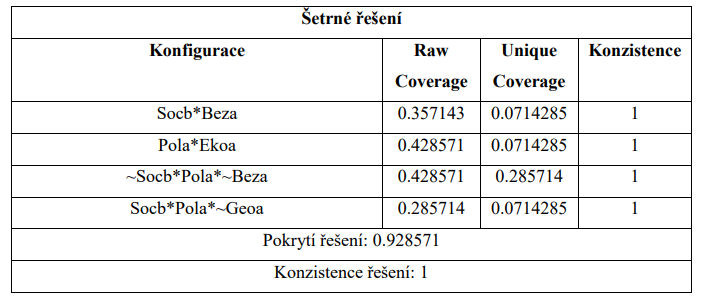 Šetrné řešení
Konfigurace Raw Coverage Unique Coverage Konzistence
Socb*Beza 0.357143 0.0714285 1
Pola*Ekoa 0.428571 0.0714285 1
~Socb*Pola*~Beza 0.428571 0.285714 1
Socb*Pola*~Geoa 0.285714 0.0714285 1
Pokrytí řešení: 0.928571
Konzistence řešení: 1